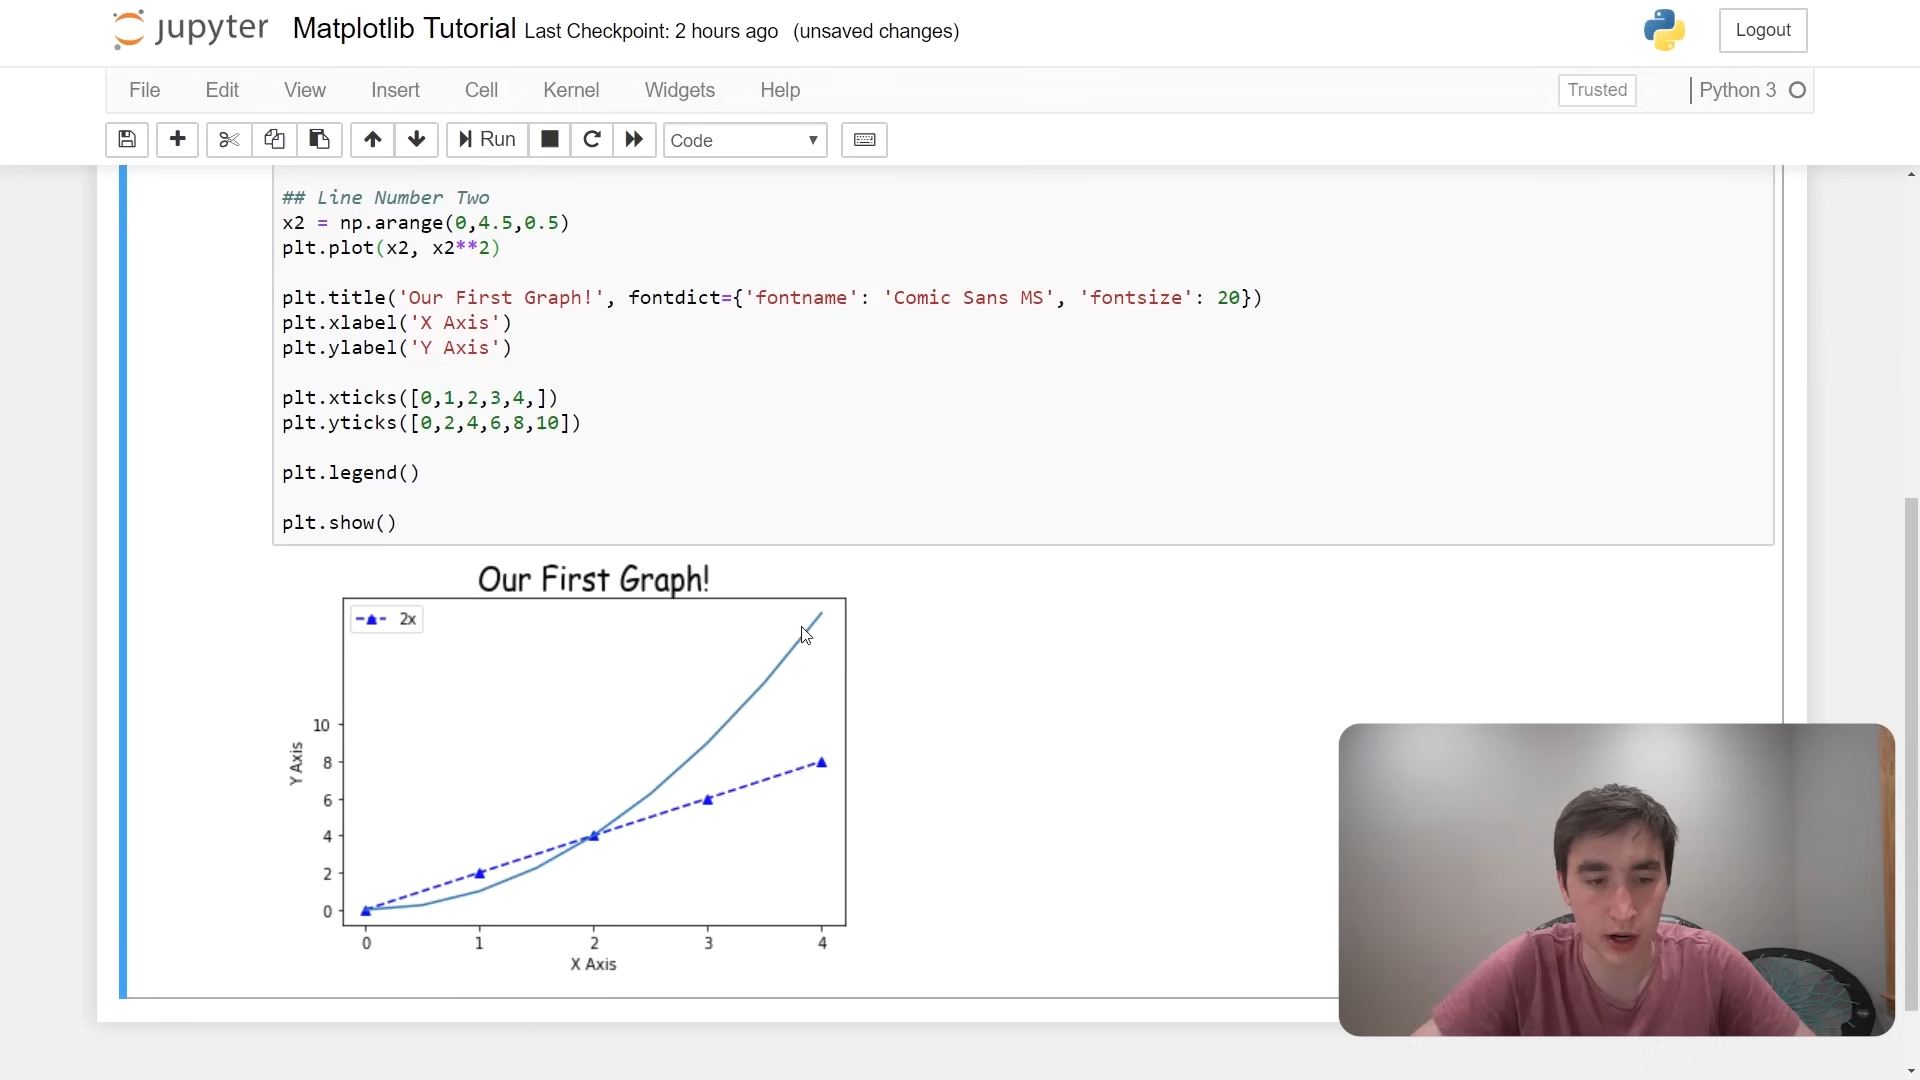 jupyter Matplotlib Tutorial Last Checkpoint: 2 hours ago (unsaved changes) Logout
File Edit View Insert Cell Kernel Widgets Help Trusted Python 3
Run Code
## Line Number Two
x2 = np.arange(0,4.5,0.5)
plt.plot(x2, x2**2)
plt.title('Our First Graph!', fontdict={'fontname': 'Comic Sans MS', 'fontsize': 20})
plt.xlabel('X Axis')
plt.ylabel('Y Axis')
plt.xticks([0,1,2,3,4,])
plt.yticks([0,2,4,6,8,10])
plt.legend()
plt.show()
Our First Graph!
2x
10
8
6
4
2
0
Y Axis
0 1 2 3 4
X Axis